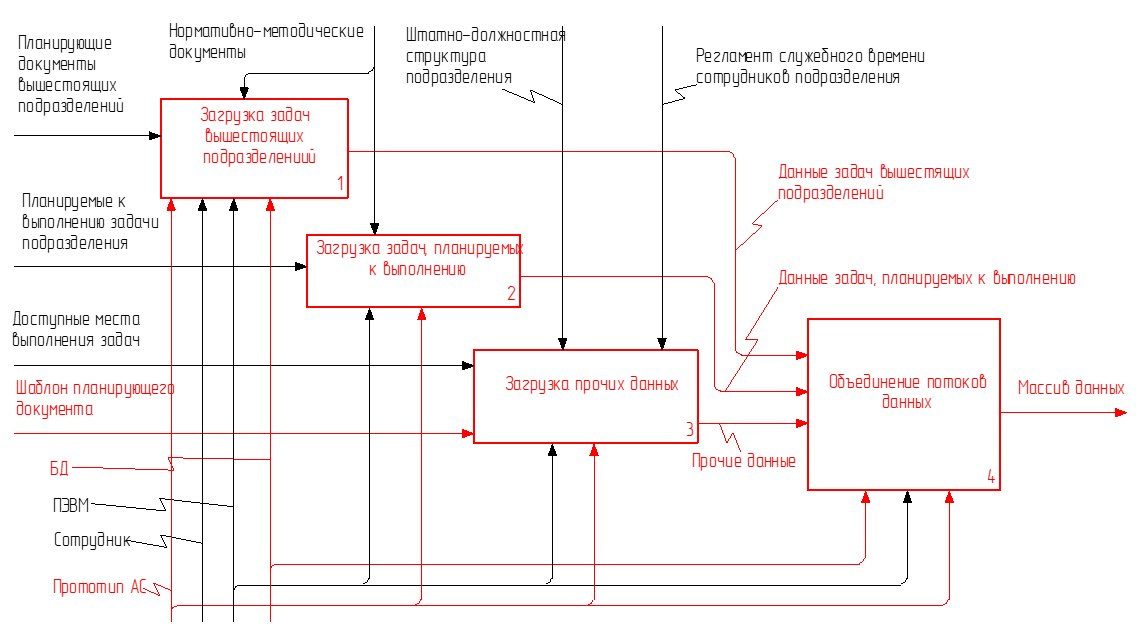 Планирующие
документы
вышестоящих
подразделений
Нормативно-методические
документы
Штатно-должностная
структура
подразделения
Регламент служебного времени
сотрудников подразделения
Загрузка задач
вышестоящих
подразделениий
1
Данные задач вышестящих
подразделений
Планируемые к
выполнению задачи
подразделения
Загрузка задач, планируемых
к выполнению
2
Данные задач, планируемых к выполнению
Доступные места
выполнения задач
Шаблон планирующего
документа
Загрузка прочих данных
3
Объединение потоков
данных
4
Массив данных
Прочие данные
БД
ПЭВМ
Сотрудник
Прототип АС